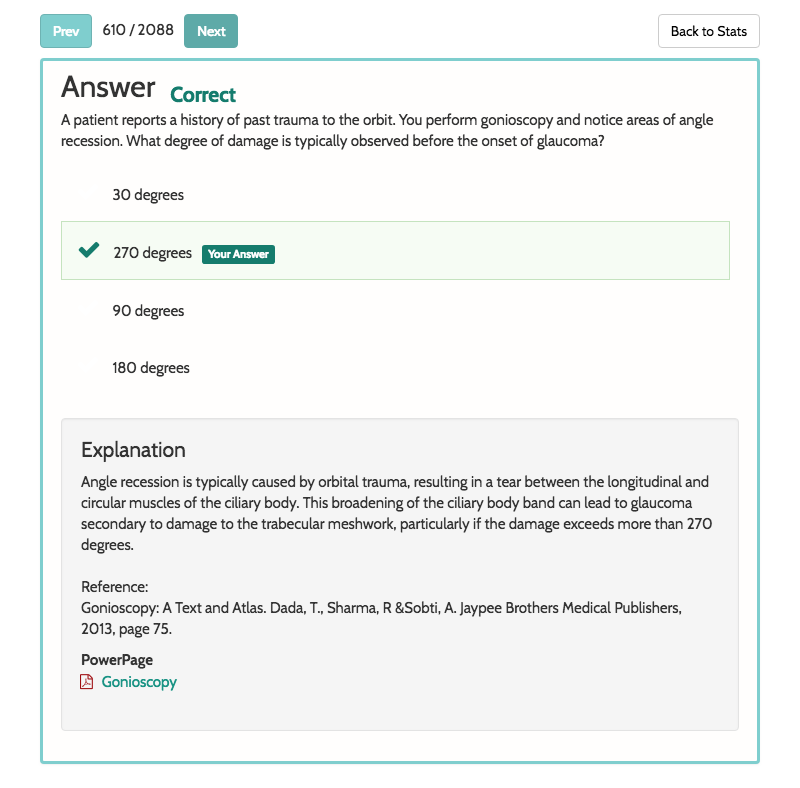 Prev 610 / 2088 Next Back to Stats
Answer Correct
A patient reports a history of past trauma to the orbit. You perform gonioscopy and notice areas of angle
recession. What degree of damage is typically observed before the onset of glaucoma?
30 degrees
270 degrees Your Answer
90 degrees
180 degrees
Explanation
Angle recession is typically caused by orbital trauma, resulting in a tear between the longitudinal and
circular muscles of the ciliary body. This broadening of the ciliary body band can lead to glaucoma
secondary to damage to the trabecular meshwork, particularly if the damage exceeds more than 270
degrees.
Reference:
Gonioscopy: A Text and Atlas. Dada, T., Sharma, R &Sobti, A. Jaypee Brothers Medical Publishers,
2013, page 75.
PowerPage
Gonioscopy